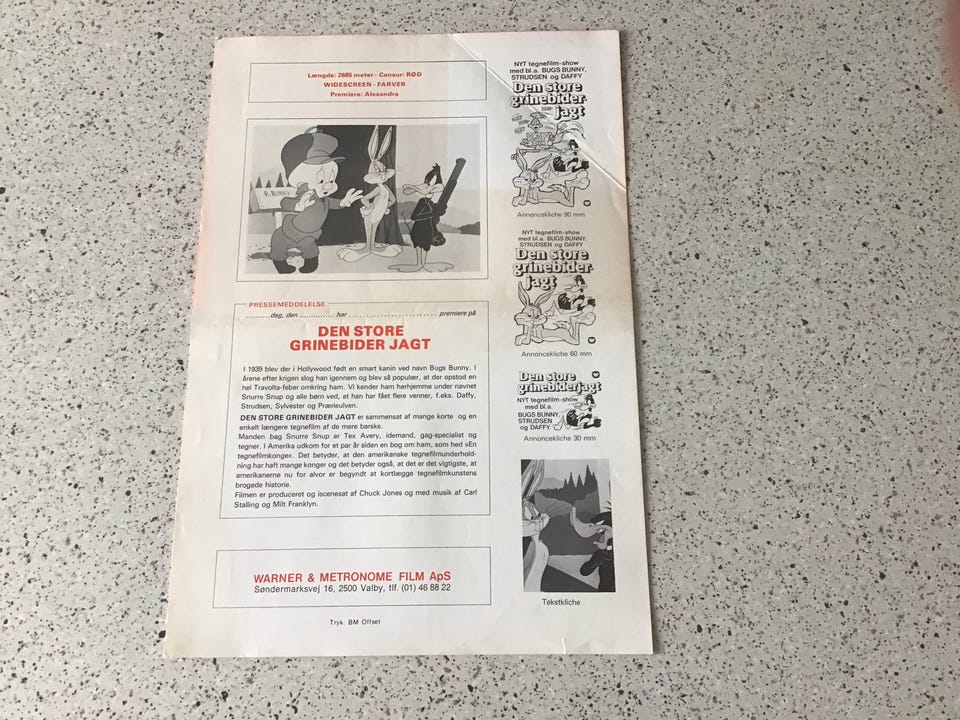 Længde: 2685 meter - Censur: RØD
WIDESCREEN - FARVER
Premiere: Alexandra
B. BUNNY
PRESSEMEDDELELSE
..........dag, den ............... har .......................... premiere på
DEN STORE
GRINEBIDER JAGT
I 1939 blev der i Hollywood født en smart kanin ved navn Bugs Bunny. I
årene efter krigen slog han igennem og blev så populær, at der opstod en
hel Travolta-feber omkring ham. Vi kender ham herhjemme under navnet
Snurre Snup og alle børn ved, at han har fået flere venner, f.eks. Daffy,
Strudsen, Sylvester og Prærieulven.
DEN STORE GRINEBIDER JAGT er sammensat af mange korte og en
enkelt længere tegnefilm af de mere barske.
Manden bag Snurre Snup er Tex Avery, idemand, gag-specialist og
tegner. I Amerika udkom for et par år siden en bog om ham, som hed »En
tegnefilmkonge«. Det betyder, at den amerikanske tegnefilmunderhold-
ning har haft mange konger og det betyder også, at det er det vigtigste, at
amerikanerne nu for alvor er begyndt at kortlægge tegnefilmkunstens
brogede historie.
Filmen er produceret og iscenesat af Chuck Jones og med musik af Carl
Stalling og Milt Franklyn.
WARNER & METRONOME FILM ApS
Søndermarksvej 16, 2500 Valby, tlf. (01) 46 88 22
Tryk: BM Offset
NYT tegnefilm-show
med bl.a. BUGS BUNNY,
STRUDSEN og DAFFY
Den store
grinebider-
jagt
Annoncekliche 90 mm
NYT tegnefilm-show
med bl.a. BUGS BUNNY,
STRUDSEN og DAFFY
Den store
grinebider-
jagt
Annoncekliche 60 mm
Den store
grinebiderjagt
NYT tegnefilm-show
med bl.a.
BUGS BUNNY,
STRUDSEN
og DAFFY
Annoncekliche 30 mm
Tekstkliche